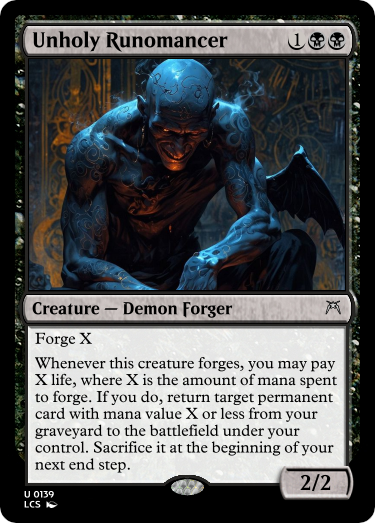 Unholy Runomancer 1
Creature — Demon Forger
Forge X
Whenever this creature forges, you may pay
X life, where X is the amount of mana spent
to forge. If you do, return target permanent
card with mana value X or less from your
graveyard to the battlefield under your
control. Sacrifice it at the beginning of your
next end step.
2/2
U 0139
LCS